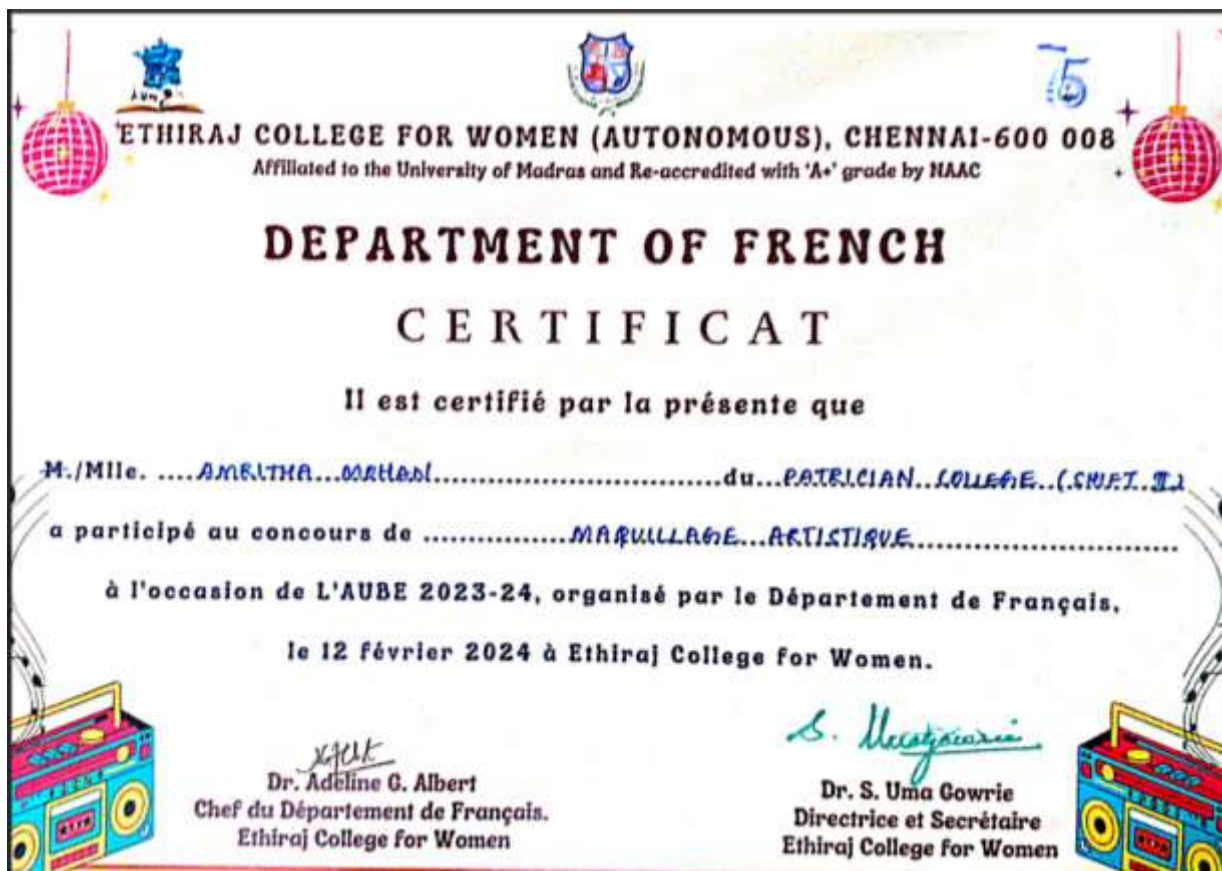 75
ETHIRAJ COLLEGE FOR WOMEN (AUTONOMOUS), CHENNAI-600 008
Affiliated to the University of Madras and Re-accredited with 'A+' grade by NAAC
DEPARTMENT OF FRENCH
CERTIFICAT
Il est certifié par la présente que
M./Mlle. ....AMRITHA............du...PATRICIAN..COLLEGE..(SHIFT II)
a participé au concours de ................MAQUILLAGE...ARTISTIQUE............................
à l'occasion de L'AUBE 2023-24, organisé par le Département de Français,
le 12 février 2024 à Ethiraj College for Women.
Dr. Adeline G. Albert
Chef du Département de Français.
Ethiraj College for Women
S. Umagowrie
Dr. S. Uma Gowrie
Directrice et Secrétaire
Ethiraj College for Women